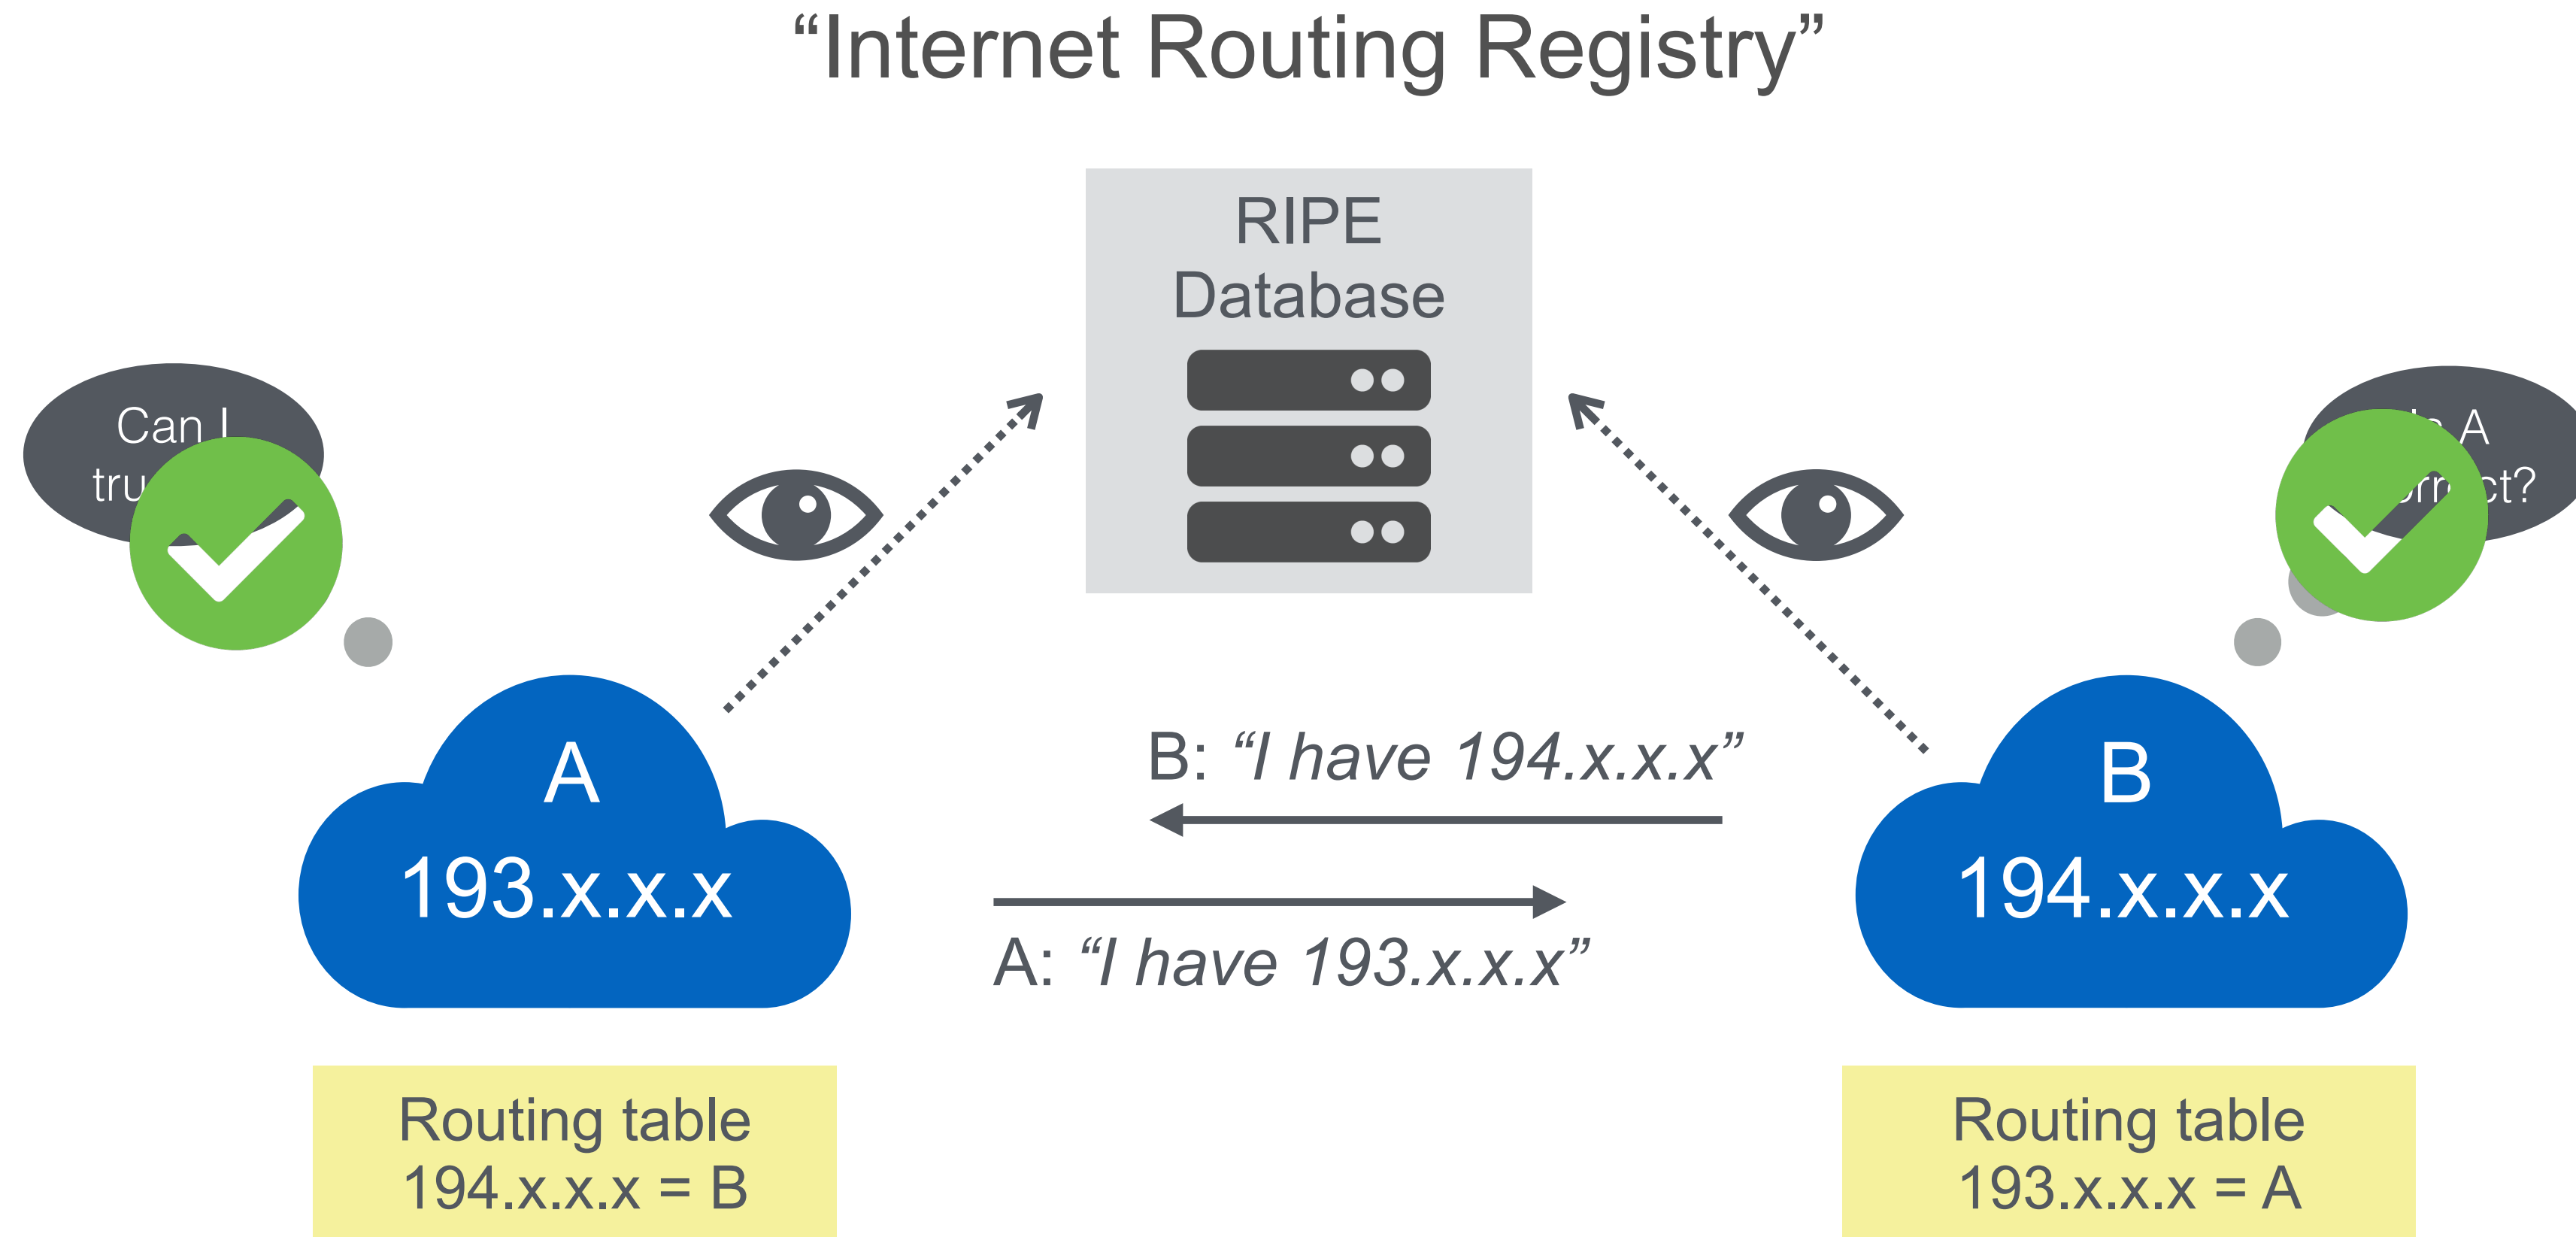 “Internet Routing Registry”
RIPE
Database
Can I
A
B: “I have 194.x.x.x”
A: “I have 193.x.x.x”
A
193.x.x.x
B
194.x.x.x
Routing table
194.x.x.x = B
Routing table
193.x.x.x = A